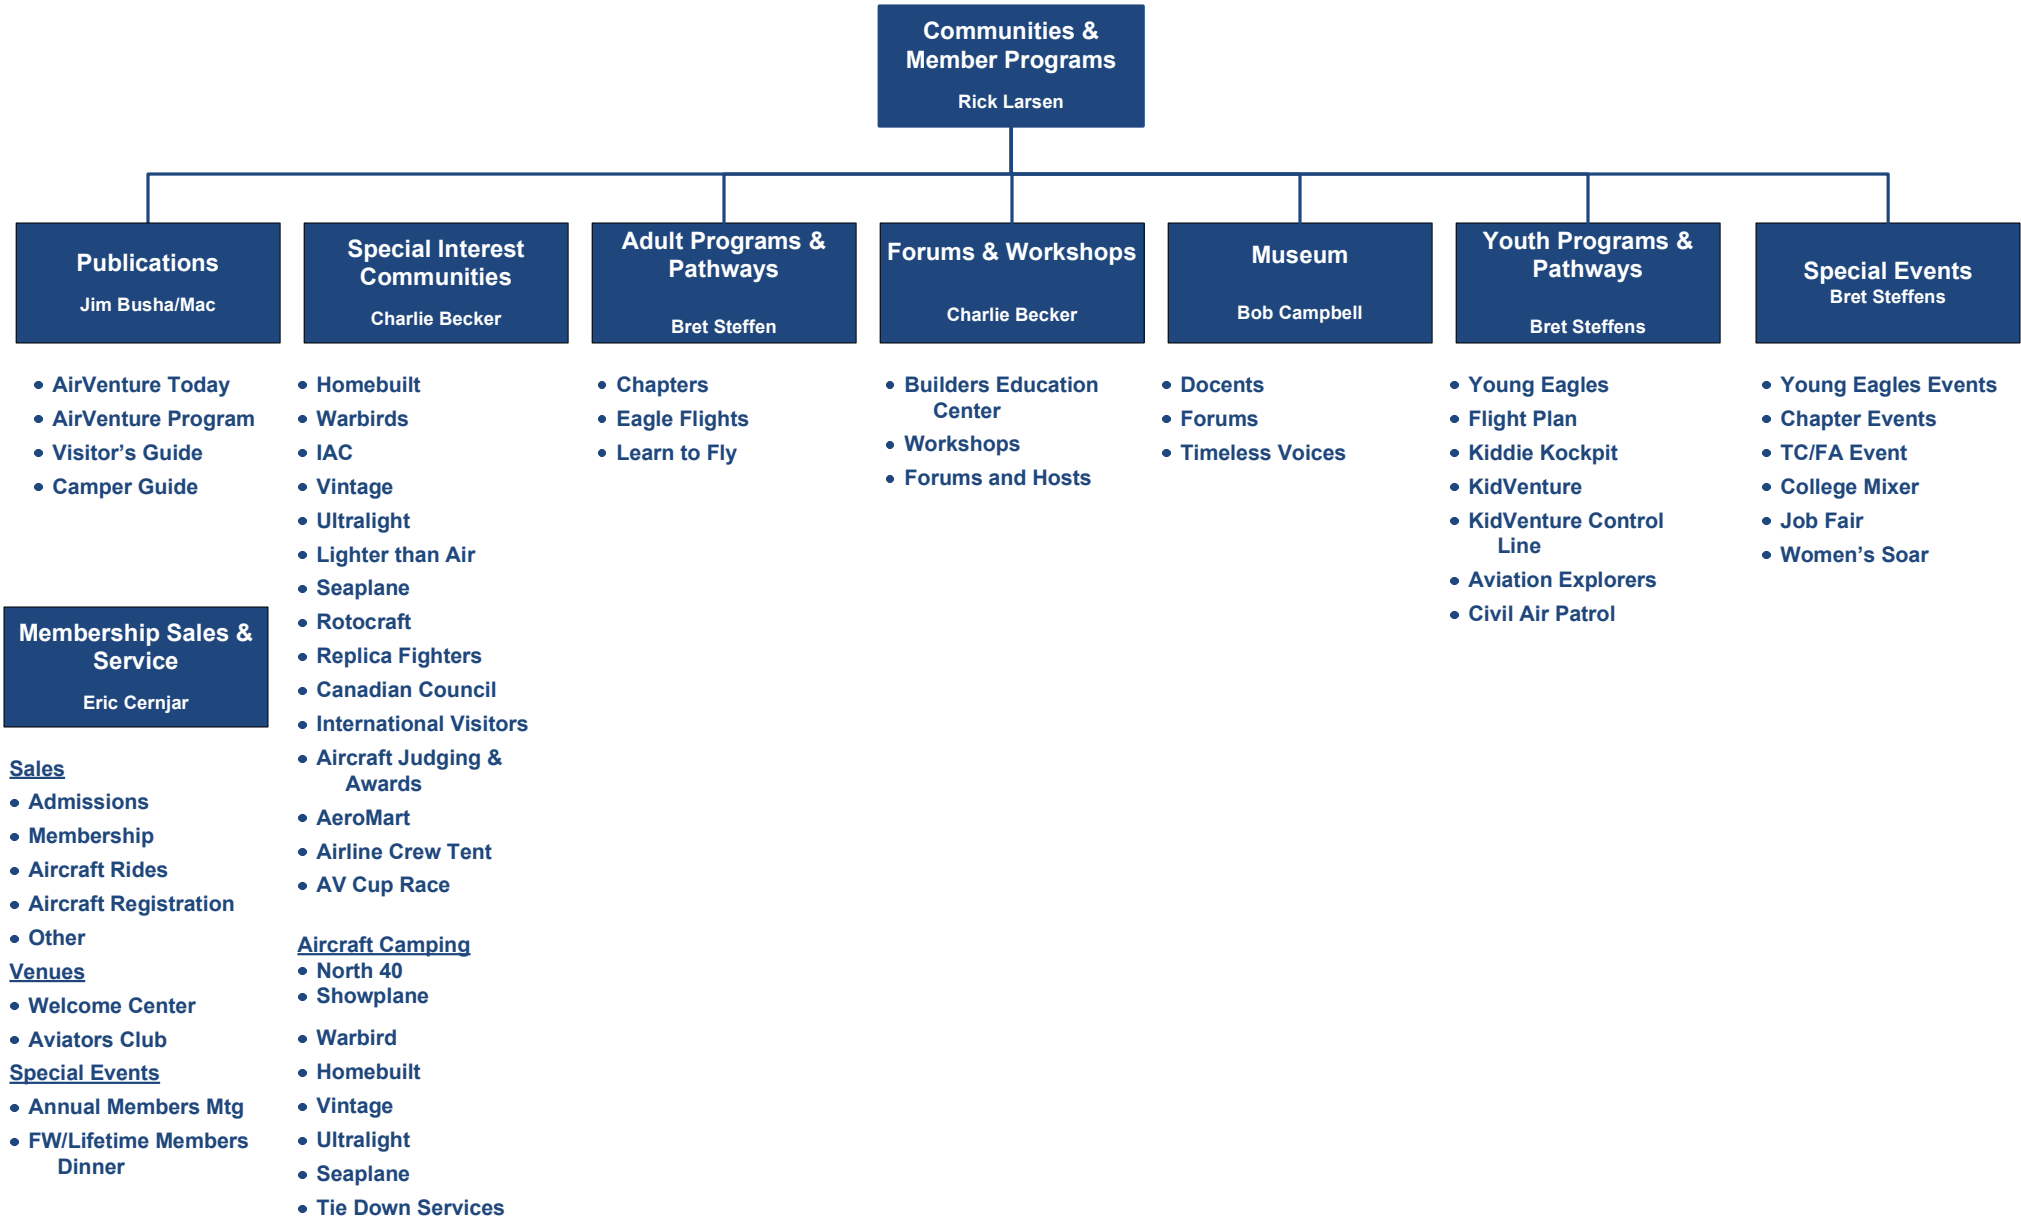 Communities &
Member Programs
Rick Larsen
Publications
Jim Busha/Mac
• AirVenture Today
• AirVenture Program
• Visitor’s Guide
• Camper Guide
Membership Sales &
Service
Eric Cernjar
Sales
• Admissions
• Membership
• Aircraft Rides
• Aircraft Registration
• Other
Venues
• Welcome Center
• Aviators Club
Special Events
• Annual Members Mtg
• FW/Lifetime Members
Dinner
Special Interest
Communities
Charlie Becker
• Homebuilt
• Warbirds
• IAC
• Vintage
• Ultralight
• Lighter than Air
• Seaplane
• Rotocraft
• Replica Fighters
• Canadian Council
• International Visitors
• Aircraft Judging &
Awards
• AeroMart
• Airline Crew Tent
• AV Cup Race
Aircraft Camping
• North 40
• Showplane
• Warbird
• Homebuilt
• Vintage
• Ultralight
• Seaplane
• Tie Down Services
Adult Programs &
Pathways
Bret Steffen
• Chapters
• Eagle Flights
• Learn to Fly
Forums & Workshops
Charlie Becker
• Builders Education
Center
• Workshops
• Forums and Hosts
Museum
Bob Campbell
• Docents
• Forums
• Timeless Voices
Youth Programs &
Pathways
Bret Steffens
• Young Eagles
• Flight Plan
• Kiddie Kockpit
• KidVenture
• KidVenture Control
Line
• Aviation Explorers
• Civil Air Patrol
Special Events
Bret Steffens
• Young Eagles Events
• Chapter Events
• TC/FA Event
• College Mixer
• Job Fair
• Women’s Soar